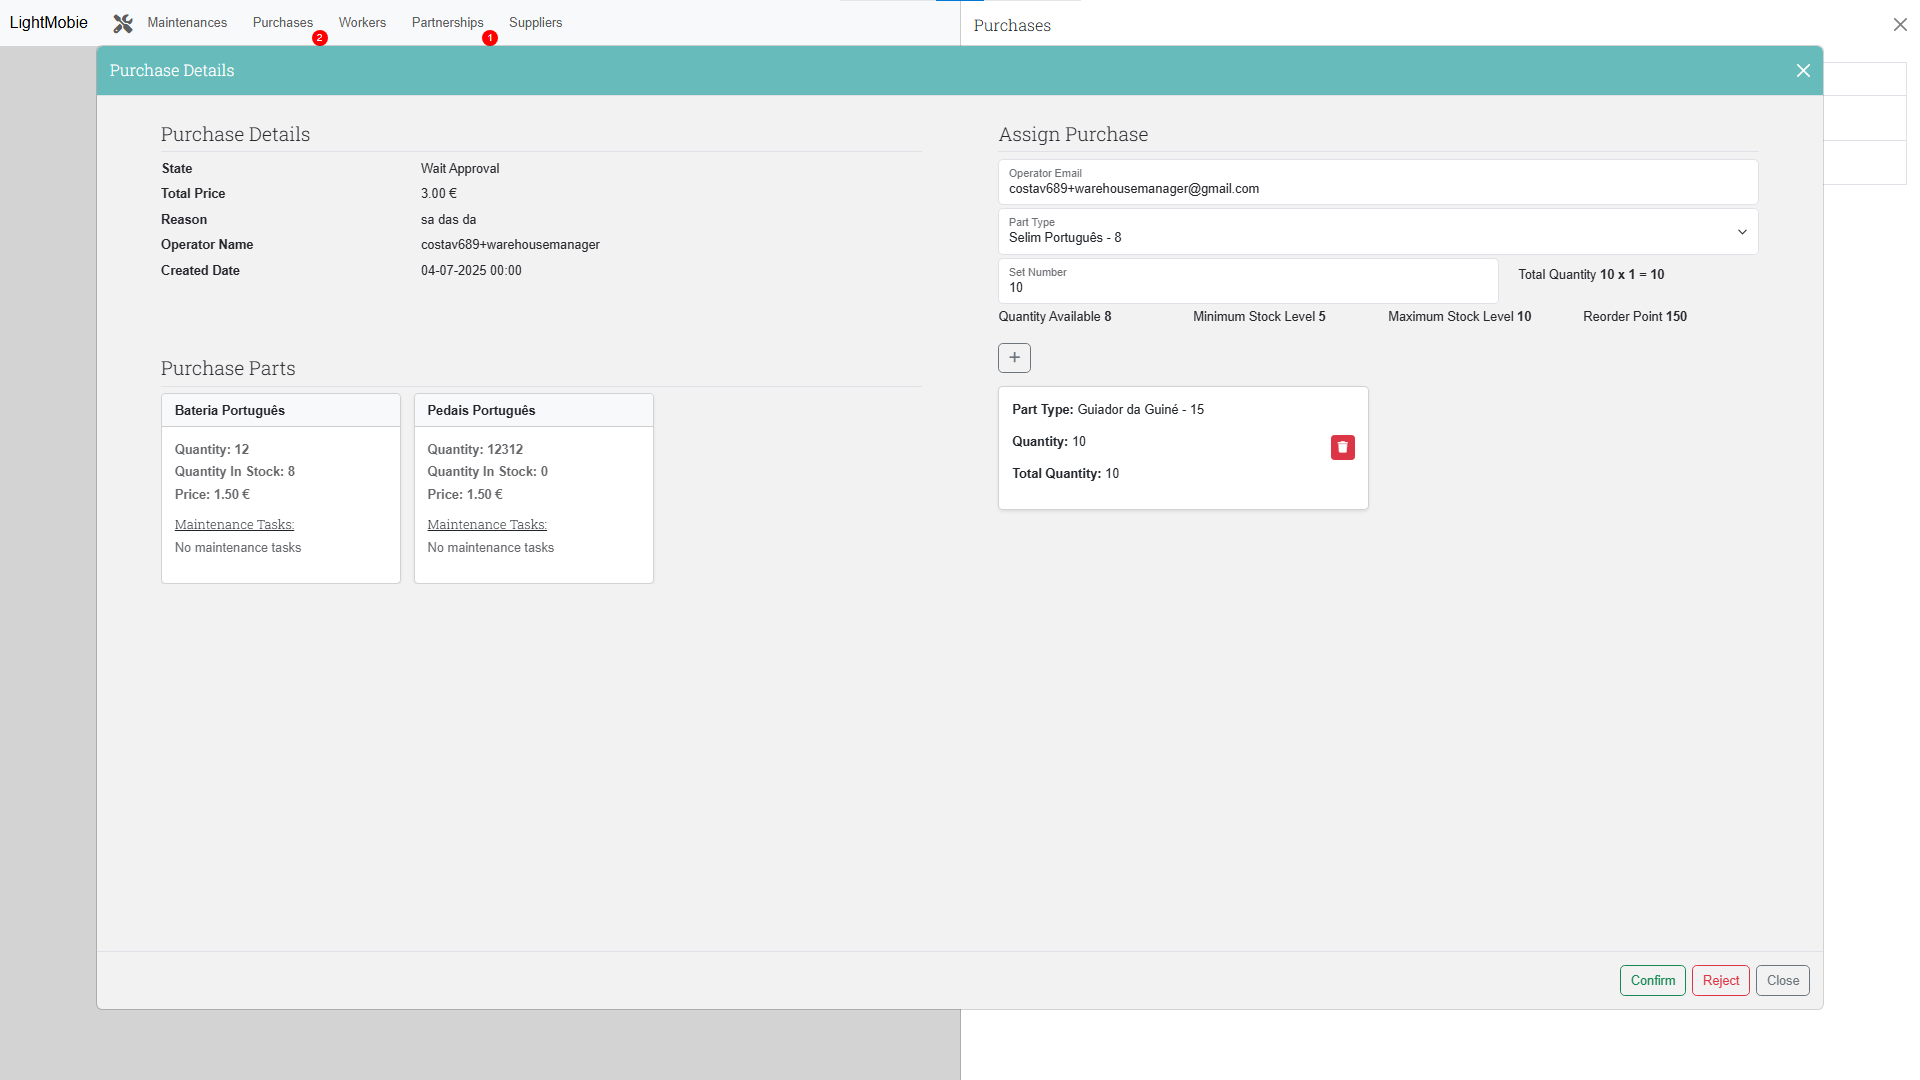 LightMobie
Maintenances
Purchases
2
Workers
Partnerships
1
Suppliers
Purchases
Purchase Details
Purchase Details
State Wait Approval
Total Price 3.00 €
Reason sa das da
Operator Name costav689+warehousemanager
Created Date 04-07-2025 00:00
Purchase Parts
Bateria Português
Quantity: 12
Quantity In Stock: 8
Price: 1.50 €
Maintenance Tasks:
No maintenance tasks
Pedais Português
Quantity: 12312
Quantity In Stock: 0
Price: 1.50 €
Maintenance Tasks:
No maintenance tasks
Assign Purchase
Operator Email
costav689+warehousemanager@gmail.com
Part Type
Selim Português - 8
Set Number
10
Total Quantity 10 x 1 = 10
Quantity Available 8 Minimum Stock Level 5 Maximum Stock Level 10 Reorder Point 150
+
Part Type: Guiador da Guiné - 15
Quantity: 10
Total Quantity: 10
Confirm Reject Close